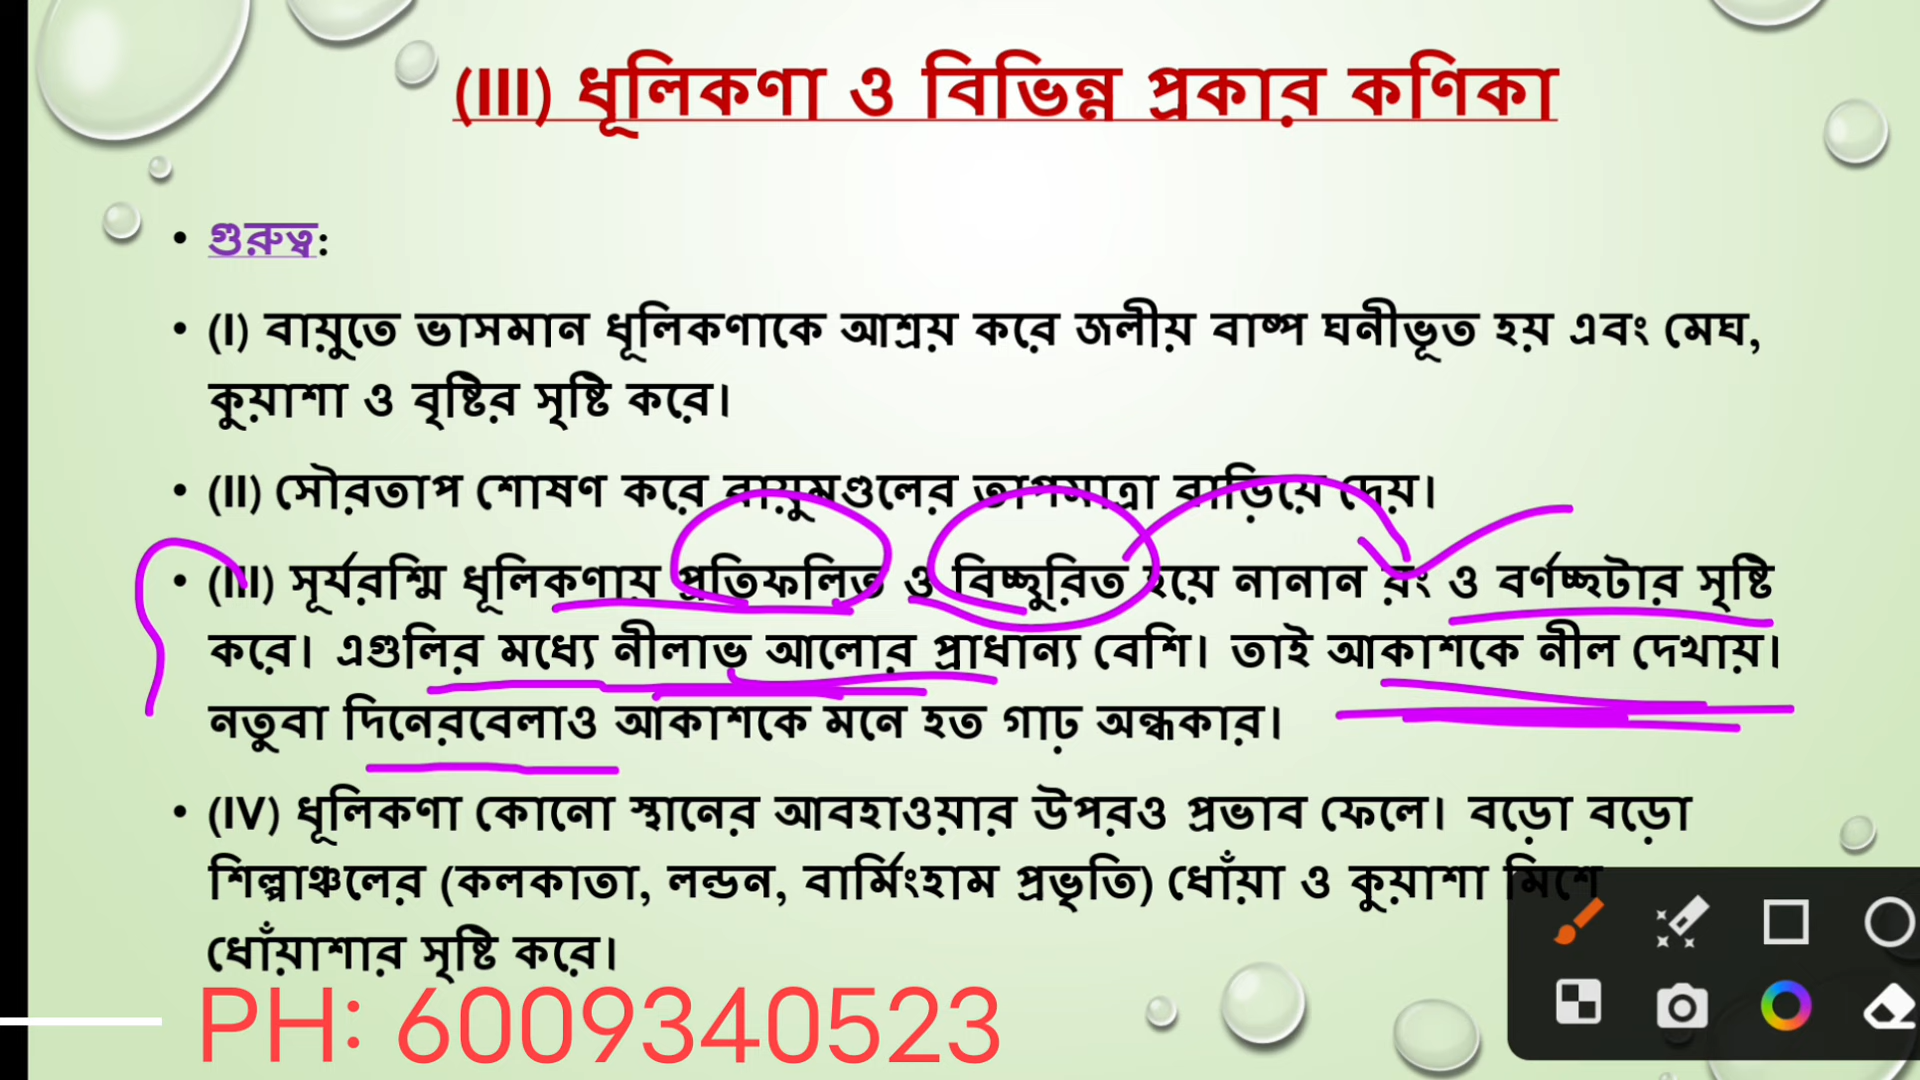 (III) ধূলিকণা ও বিভিন্ন প্রকার কণিকা
• গুরুত্ব:
• (I) বায়ুতে ভাসমান ধূলিকণাকে আশ্রয় করে জলীয় বাষ্প ঘনীভূত হয় এবং মেঘ,
কুয়াশা ও বৃষ্টির সৃষ্টি করে।
• (II) সৌরতাপ শোষণ করে বায়ুমণ্ডলের তাপমাত্রা বাড়িয়ে দেয়।
• (III) সূর্যরশ্মি ধূলিকণায় প্রতিফলিত ও বিচ্ছুরিত হয়ে নানান রং ও বর্ণচ্ছটার সৃষ্টি
করে। এগুলির মধ্যে নীলাভ আলোর প্রাধান্য বেশি। তাই আকাশকে নীল দেখায়।
নতুবা দিনেরবেলাও আকাশকে মনে হত গাঢ় অন্ধকার।
• (IV) ধূলিকণা কোনো স্থানের আবহাওয়ার উপরও প্রভাব ফেলে। বড়ো বড়ো
শিল্পাঞ্চলের (কলকাতা, লন্ডন, বার্মিংহাম প্রভৃতি) ধোঁয়া ও কুয়াশা মিশে
ধোঁয়াশার সৃষ্টি করে।
PH: 6009340523